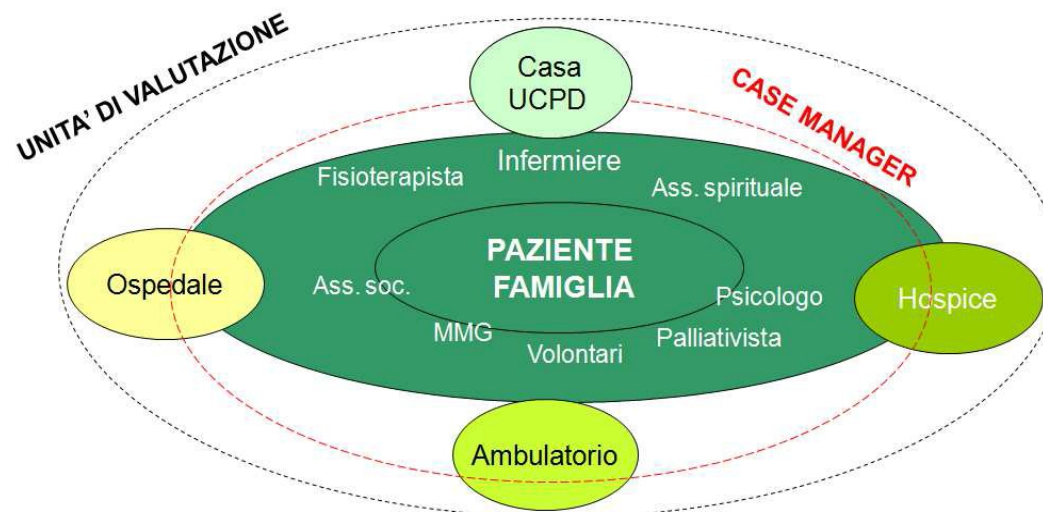 UNITA’ DI VALUTAZIONE
Casa
UCPD
CASE MANAGER
Infermiere
Fisioterapista
Ass. spirituale
PAZIENTE
FAMIGLIA
Ospedale
Ass. soc.
Psicologo
Hospice
MMG
Volontari
Palliativista
Ambulatorio